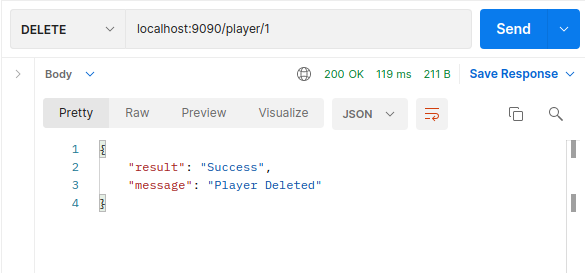 DELETE localhost:9090/player/1 Send
Body 200 OK 119 ms 211 B Save Response
Pretty Raw Preview Visualize JSON
1 {
2 "result": "Success",
3 "message": "Player Deleted"
4 }